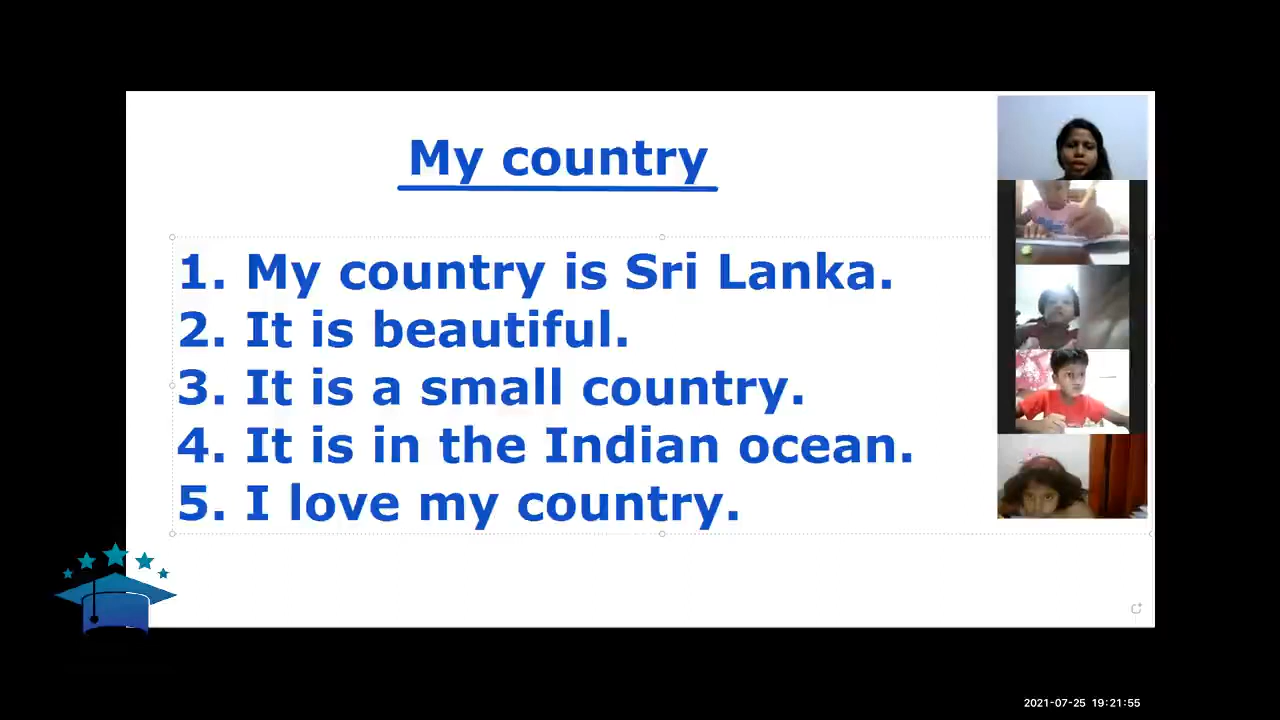 My country
1. My country is Sri Lanka.
2. It is beautiful.
3. It is a small country.
4. It is in the Indian ocean.
5. I love my country.
2021-07-25 19:21:55